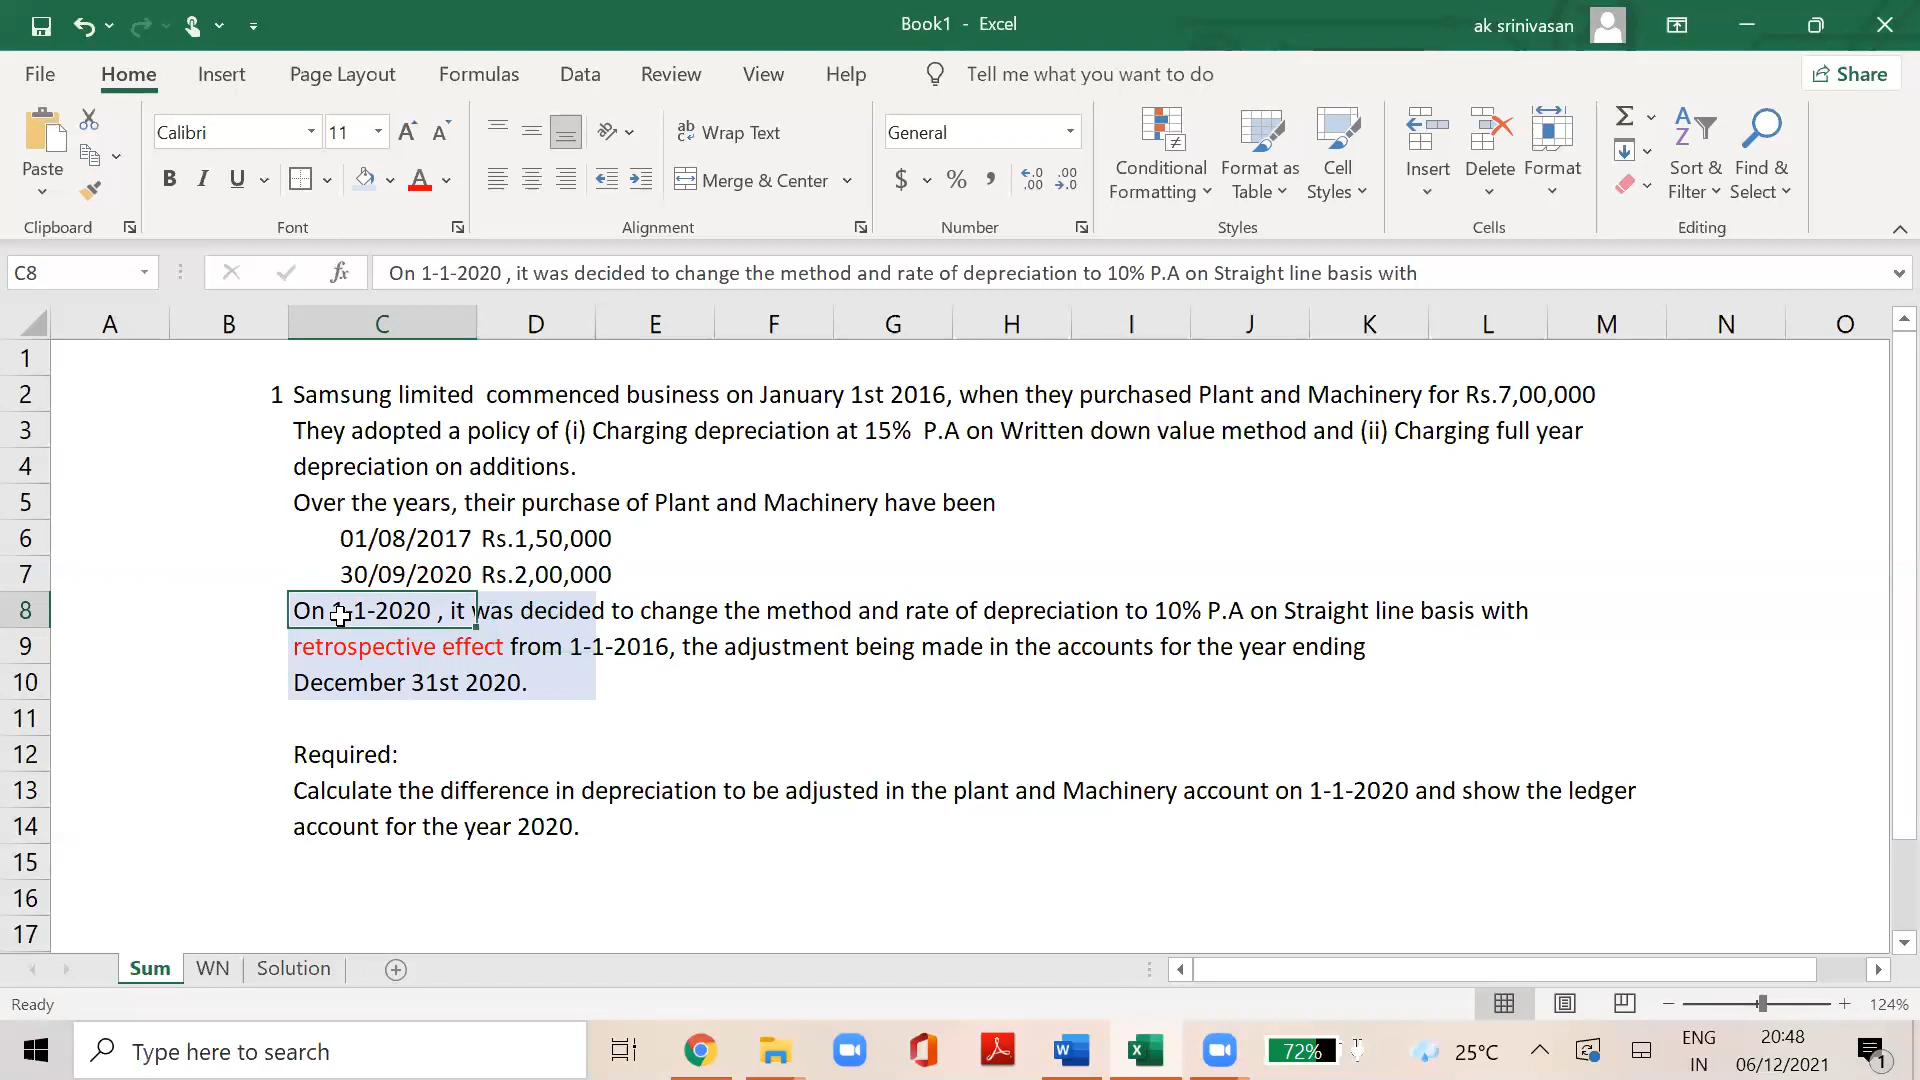 Book1 - Excel
ak srinivasan
File Home Insert Page Layout Formulas Data Review View Help Tell me what you want to do Share
Calibri 11 A A Wrap Text General
Paste B I U A Merge & Center $ % , .00 .0
Conditional Formatting Format as Table Cell Styles Insert Delete Format Sort & Filter Find & Select
Clipboard Font Alignment Number Styles Cells Editing
C8 fx On 1-1-2020 , it was decided to change the method and rate of depreciation to 10% P.A on Straight line basis with
A B C D E F G H I J K L M N O
1
2 1 Samsung limited commenced business on January 1st 2016, when they purchased Plant and Machinery for Rs.7,00,000
3 They adopted a policy of (i) Charging depreciation at 15% P.A on Written down value method and (ii) Charging full year
4 depreciation on additions.
5 Over the years, their purchase of Plant and Machinery have been
6 01/08/2017 Rs.1,50,000
7 30/09/2020 Rs.2,00,000
8 On 1-1-2020 , it was decided to change the method and rate of depreciation to 10% P.A on Straight line basis with
9 retrospective effect from 1-1-2016, the adjustment being made in the accounts for the year ending
10 December 31st 2020.
11
12 Required:
13 Calculate the difference in depreciation to be adjusted in the plant and Machinery account on 1-1-2020 and show the ledger
14 account for the year 2020.
15
16
17
Sum WN Solution
Ready 124%
Type here to search 72% 25°C ENG IN 20:48 06/12/2021 1